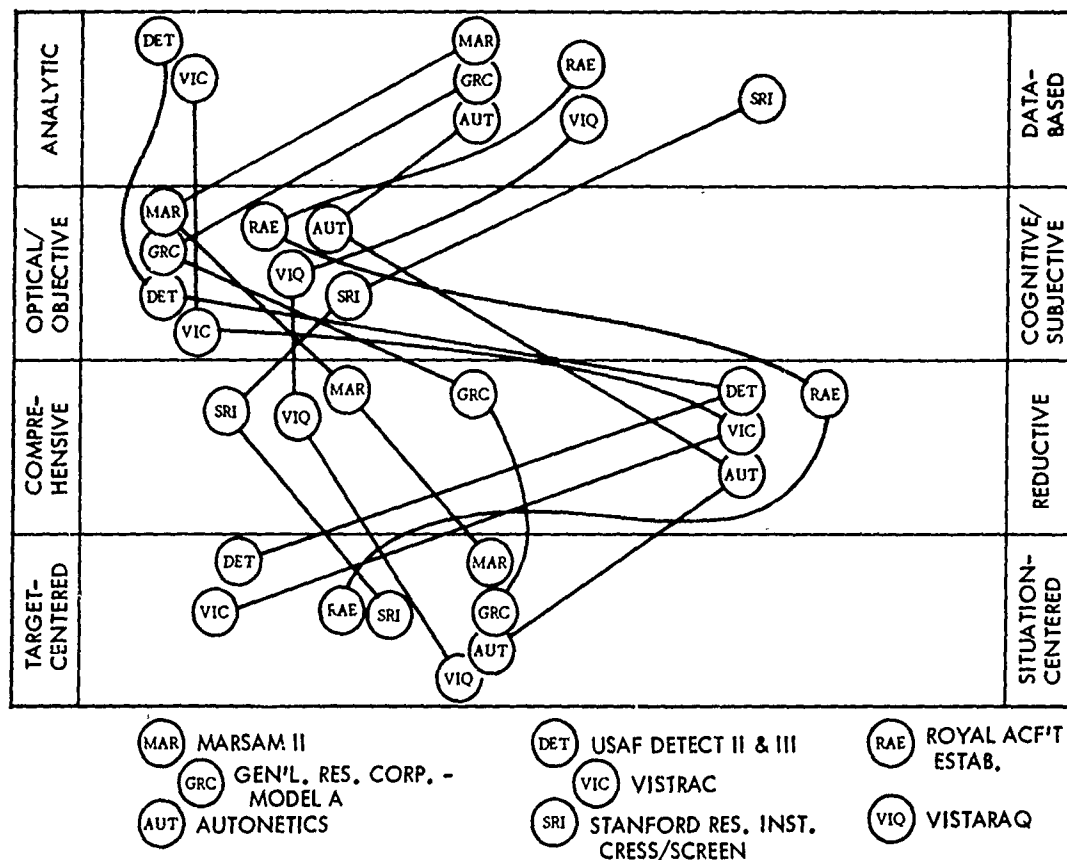 ANALYTIC
DET
VIC
MAR
GRC
AUT
RAE
VIQ
SRI
DATA-
BASED
OPTICAL/
OBJECTIVE
MAR
GRC
DET
VIC
RAE
VIQ
AUT
SRI
COGNITIVE/
SUBJECTIVE
COMPRE-
HENSIVE
SRI
VIQ
MAR
GRC
DET
VIC
AUT
RAE
REDUCTIVE
TARGET-
CENTERED
DET
VIC
RAE
SRI
MAR
GRC
AUT
VIQ
SITUATION-
CENTERED
MAR MARSAM II
GRC GEN'L. RES. CORP. -
MODEL A
AUT AUTONETICS
DET USAF DETECT II & III
VIC VISTRAC
SRI STANFORD RES. INST.
CRESS/SCREEN
RAE ROYAL ACF'T
ESTAB.
VIQ VISTARAQ